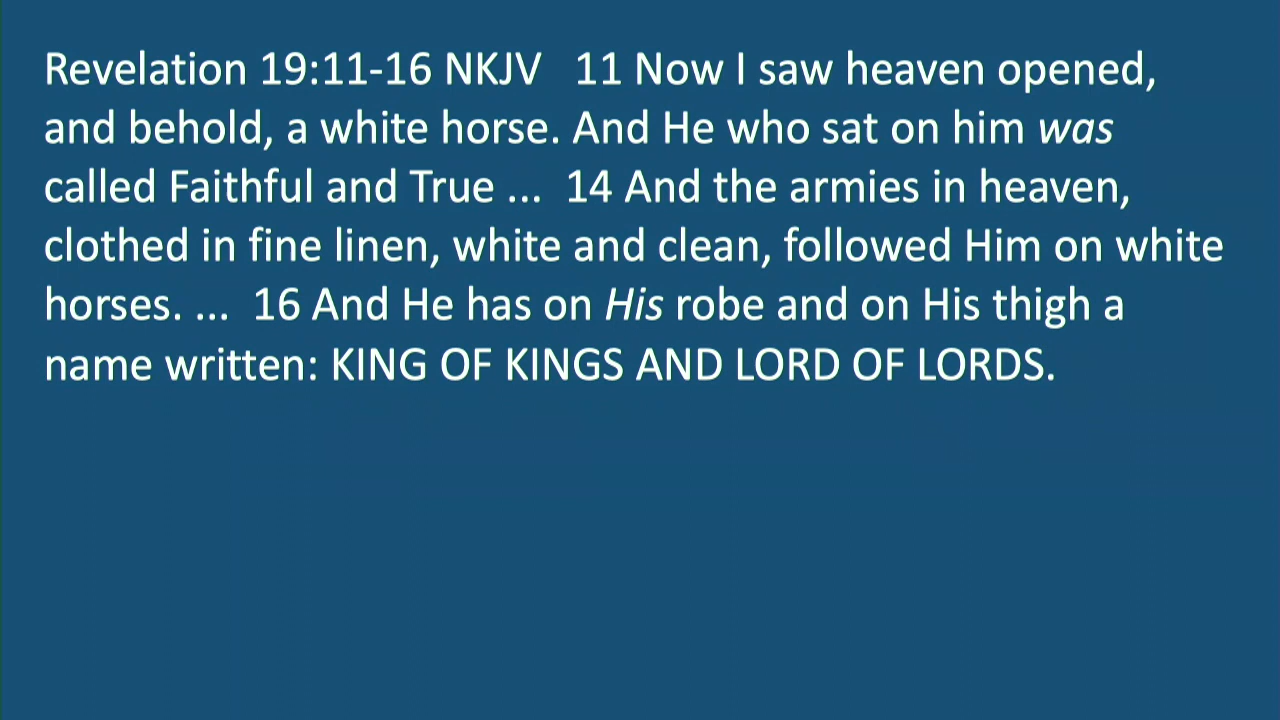 Revelation 19:11-16 NKJV   11 Now I saw heaven opened,
and behold, a white horse. And He who sat on him was
called Faithful and True ...  14 And the armies in heaven,
clothed in fine linen, white and clean, followed Him on white
horses. ...  16 And He has on His robe and on His thigh a
name written: KING OF KINGS AND LORD OF LORDS.